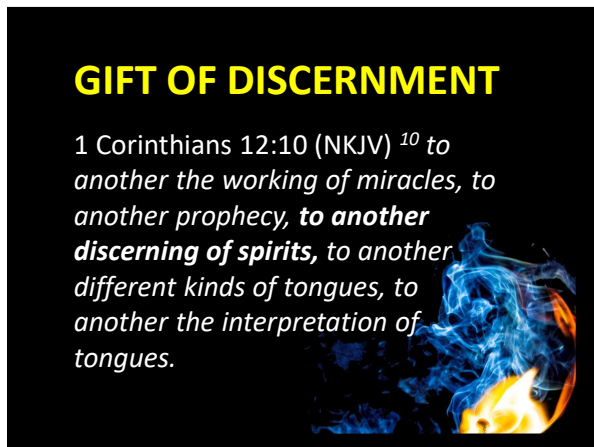 GIFT OF DISCERNMENT
1 Corinthians 12:10 (NKJV) 10 to
another the working of miracles, to
another prophecy, to another
discerning of spirits, to another
different kinds of tongues, to
another the interpretation of
tongues.